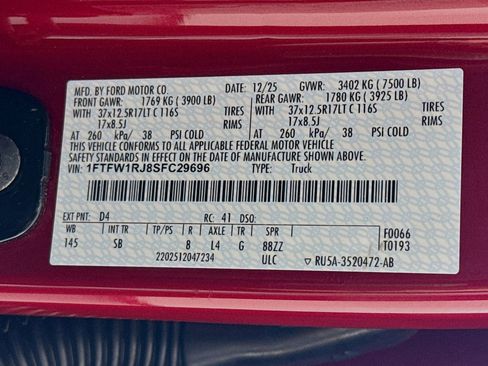 MFD. BY FORD MOTOR CO. 12/25 GVWR: 3402 KG ( 7500 LB)
FRONT GAWR: 1769 KG ( 3900 LB) REAR GAWR: 1780 KG ( 3925 LB)
WITH 37x12.5R17LT C 116S TIRES WITH 37x12.5R17LT C 116S TIRES
17x8.5J 17x8.5J
AT 260 kPa/ 38 PSI COLD AT 260 kPa/ 38 PSI COLD
THIS VEHICLE CONFORMS TO ALL APPLICABLE FEDERAL MOTOR VEHICLE
SAFETY STANDARDS IN EFFECT ON THE DATE OF MANUFACTURE SHOWN ABOVE.
VIN: 1FTFW1RJ8SFC29696 TYPE: Truck
EXT PNT: D4 RC: 41 DSO: F0066
WB INT TR TP/PS R AXLE TR SPR T0193
145 SB 8 L4 G 88ZZ
2202512047234 ULC ▽ RU5A-3520472-AB